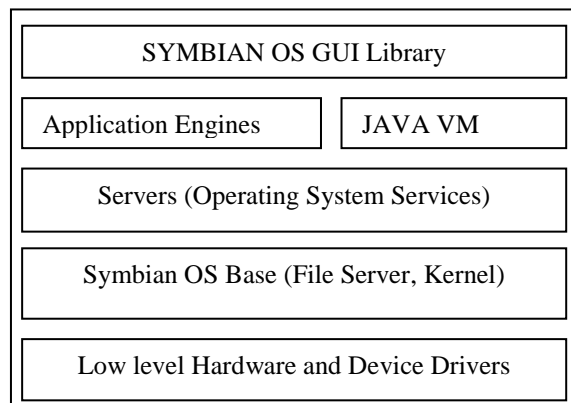 SYMBIAN OS GUI Library
Application Engines
JAVA VM
Servers (Operating System Services)
Symbian OS Base (File Server, Kernel)
Low level Hardware and Device Drivers